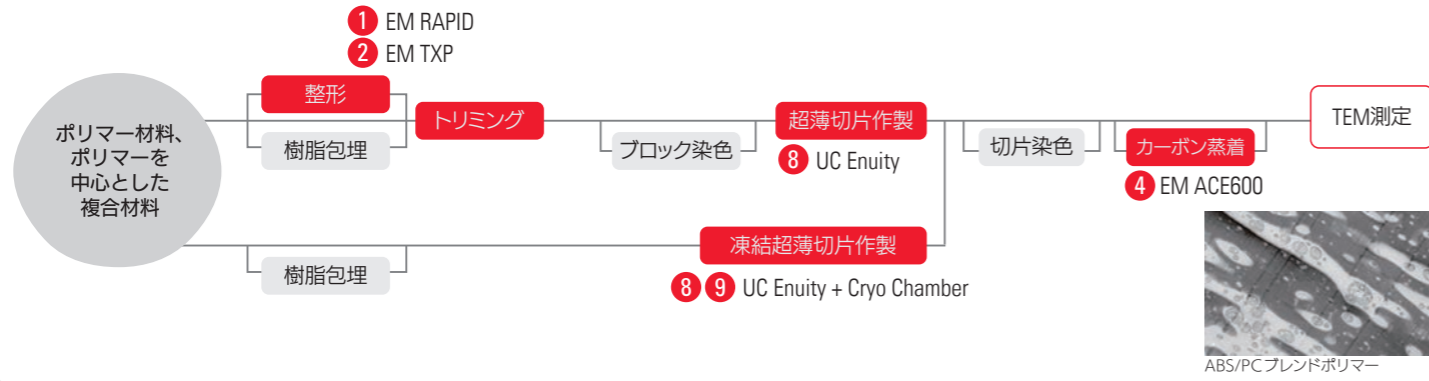 1 EM RAPID
2 EM TXP
ポリマー材料、
ポリマーを
中心とした
複合材料
整形
樹脂包埋
トリミング
ブロック染色
超薄切片作製
8 UC Enuity
切片染色
カーボン蒸着
4 EM ACE600
TEM測定
樹脂包埋
凍結超薄切片作製
8 9 UC Enuity + Cryo Chamber
ABS/PCブレンドポリマー